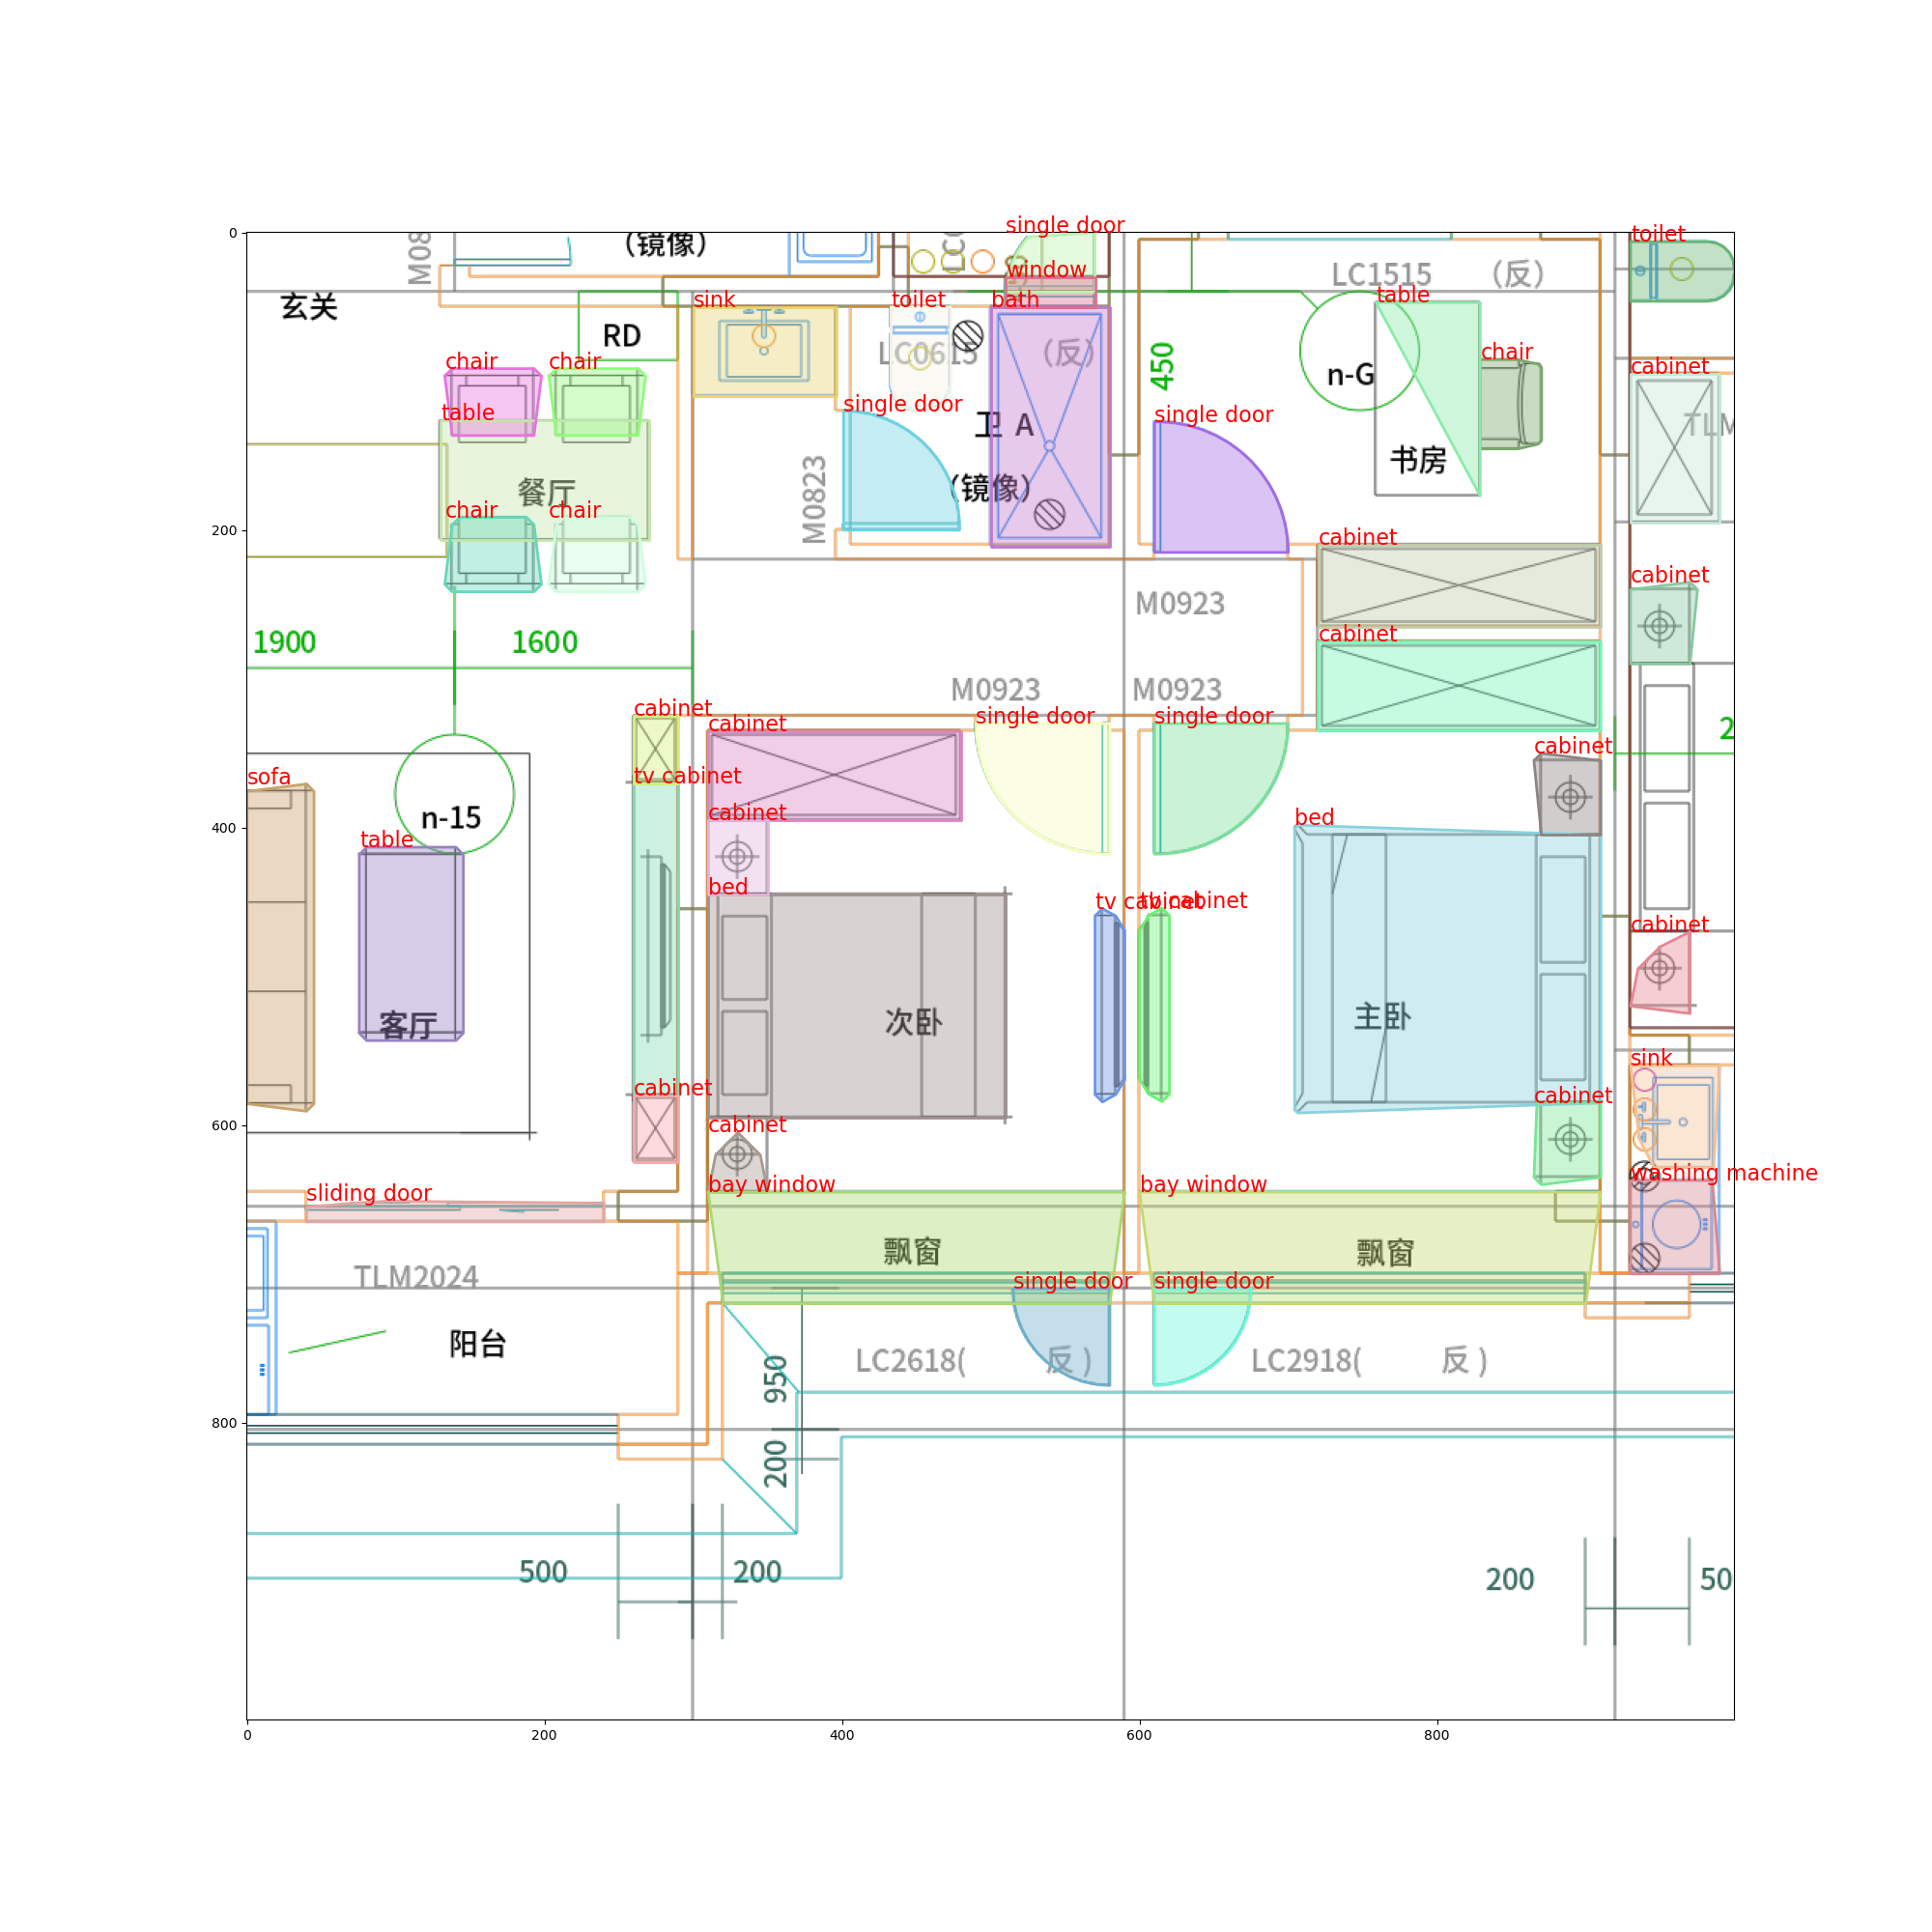 single door
toilet
M08
(镜像)
window
LC1515 (反)
玄关
sink
toilet
bath
table
RD
LC0615 (反)
450
n-G
chair
chair
chair
cabinet
table
single door
single door
卫 A
TLM
书房
餐厅
M0823
(镜像)
chair
chair
cabinet
cabinet
M0923
1900
1600
cabinet
M0923
M0923
cabinet
cabinet
single door
single door
2
cabinet
sofa
tv cabinet
n-15
cabinet
bed
table
bed
tv cabinet
tv cabinet
cabinet
客厅
次卧
主卧
sink
cabinet
cabinet
cabinet
washing machine
sliding door
bay window
bay window
飘窗
飘窗
TLM2024
single door
single door
阳台
LC2618( 反 )
LC2918( 反 )
950
200
500
200
200
50
0
200
400
600
800
0
200
400
600
800